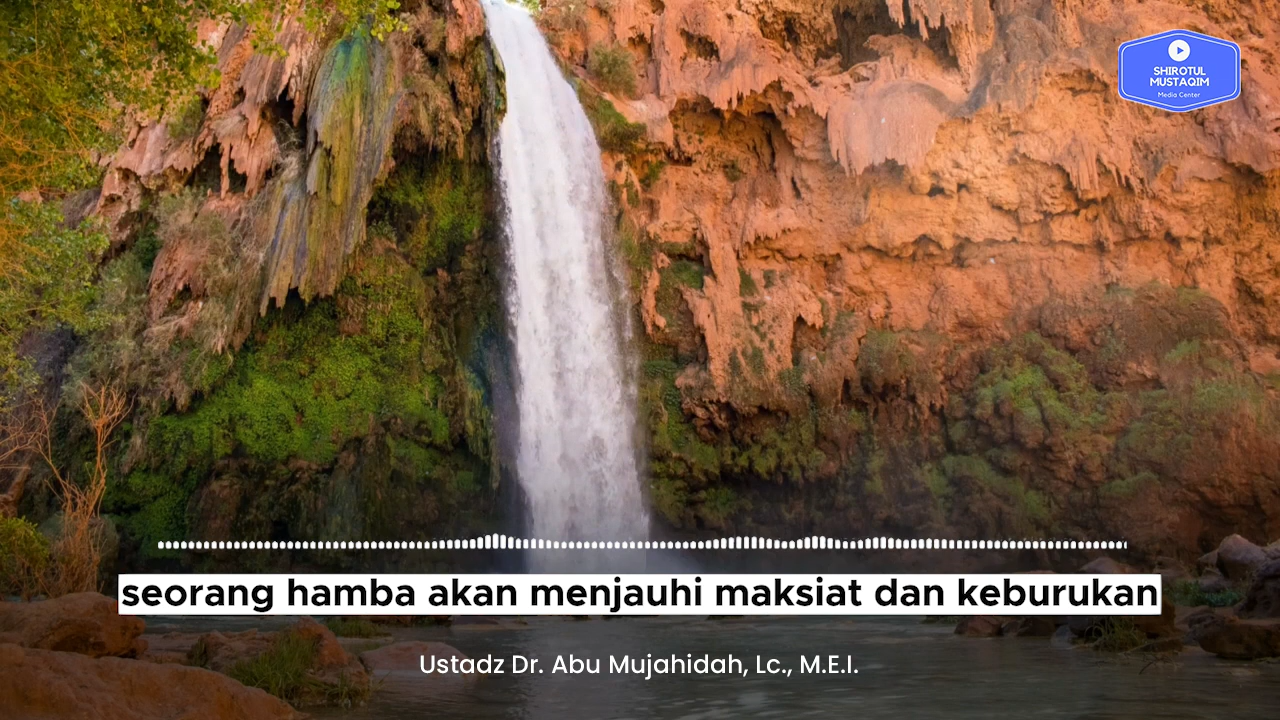 SHIROTUL
MUSTAQIM
Media Center
seorang hamba akan menjauhi maksiat dan keburukan
Ustadz Dr. Abu Mujahidah, Lc., M.E.I.